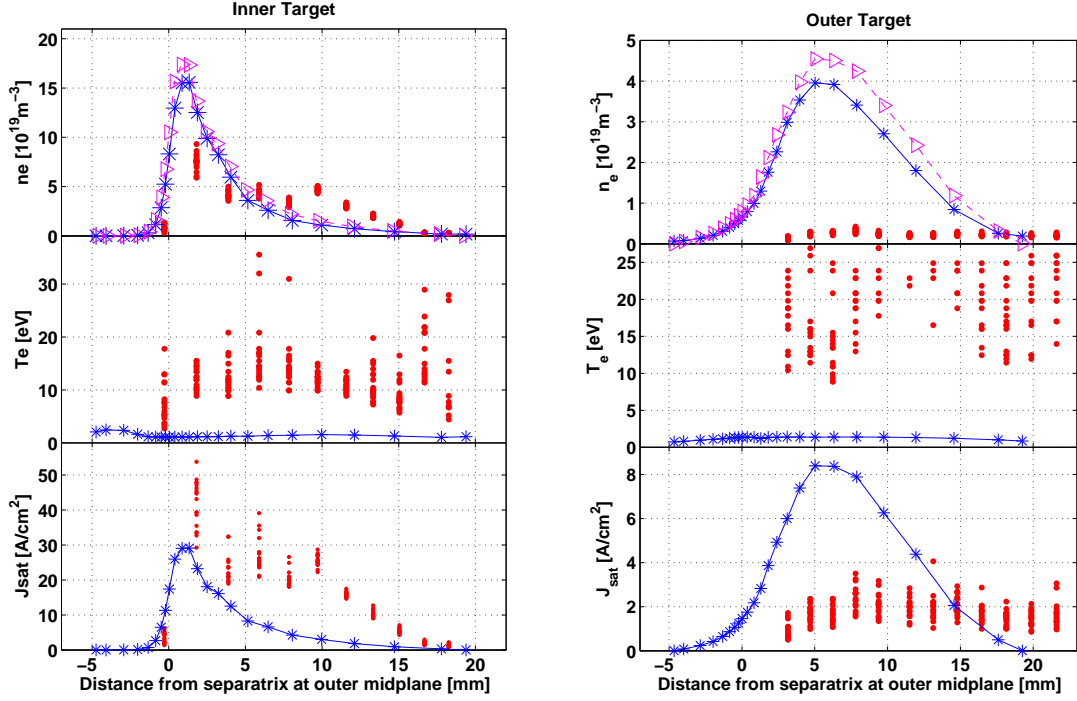 Inner Target
20
15
10
5
0
ne [10^19 m^-3]
30
20
10
0
Te [eV]
50
40
30
20
10
0
Jsat [A/cm^2]
−5 0 5 10 15 20
Distance from separatrix at outer midplane [mm]
Outer Target
5
4
3
2
1
0
n_e [10^19 m^-3]
25
20
15
10
5
0
T_e [eV]
8
6
4
2
0
J_sat [A/cm^2]
−5 0 5 10 15 20
Distance from separatrix at outer midplane [mm]